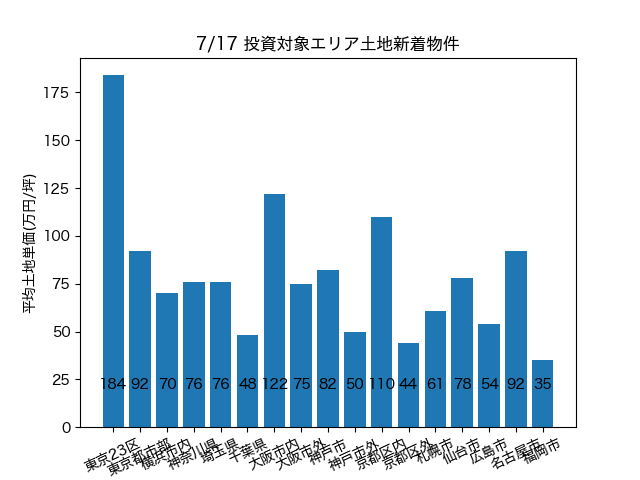 7/17 投資対象エリア土地新着物件
平均土地単価(万円/坪)
175
150
125
100
75
50
25
0
184 92 70 76 76 48 122 75 82 50 110 44 61 78 54 92 35
東京23区
東京都市部
横浜市内
神奈川県
埼玉県
千葉県
大阪市内
大阪市外
神戸市
神戸市外
京都区内
京都区外
札幌市
仙台市
広島市
名古屋市
福岡市